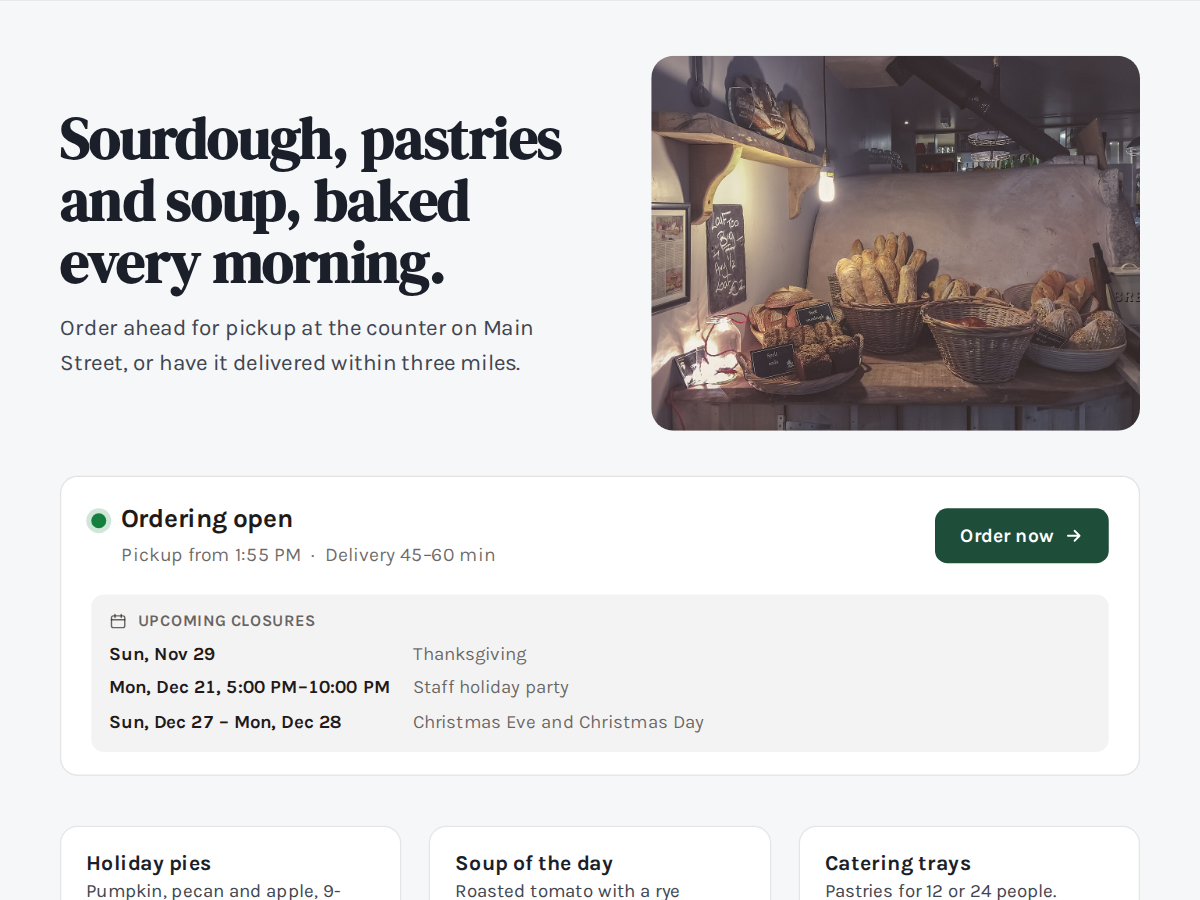 Sourdough, pastries
and soup, baked
every morning.
Order ahead for pickup at the counter on Main
Street, or have it delivered within three miles.
Ordering open
Pickup from 1:55 PM · Delivery 45–60 min
Order now →
UPCOMING CLOSURES
Sun, Nov 29 Thanksgiving
Mon, Dec 21, 5:00 PM–10:00 PM Staff holiday party
Sun, Dec 27 – Mon, Dec 28 Christmas Eve and Christmas Day
Holiday pies
Pumpkin, pecan and apple, 9-
Soup of the day
Roasted tomato with a rye
Catering trays
Pastries for 12 or 24 people.